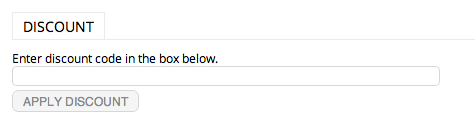 DISCOUNT
Enter discount code in the box below.
APPLY DISCOUNT